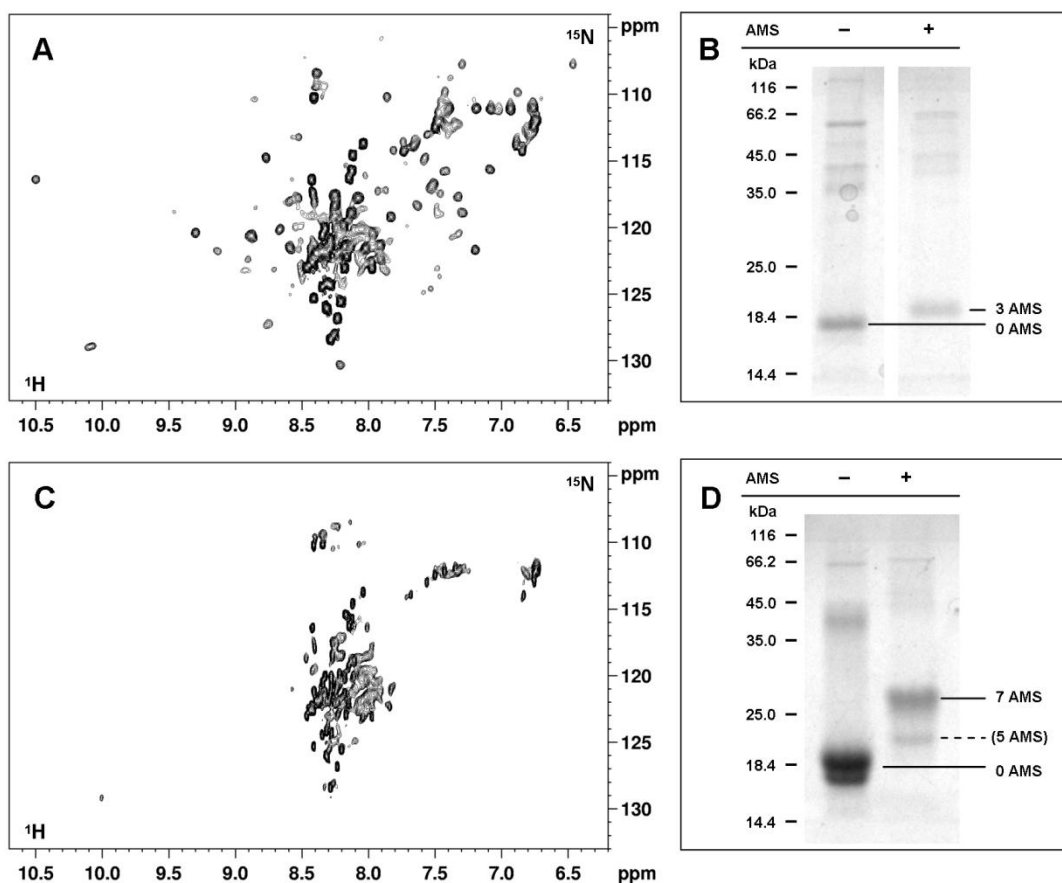 A
15N
ppm
110
115
120
125
130
1H
10.5 10.0 9.5 9.0 8.5 8.0 7.5 7.0 6.5 ppm
B
AMS – +
kDa
116
66.2
45.0
35.0
25.0
18.4
14.4
3 AMS
0 AMS
C
15N
ppm
110
115
120
125
130
1H
10.5 10.0 9.5 9.0 8.5 8.0 7.5 7.0 6.5 ppm
D
AMS – +
kDa
116
66.2
45.0
35.0
25.0
18.4
14.4
7 AMS
(5 AMS)
0 AMS